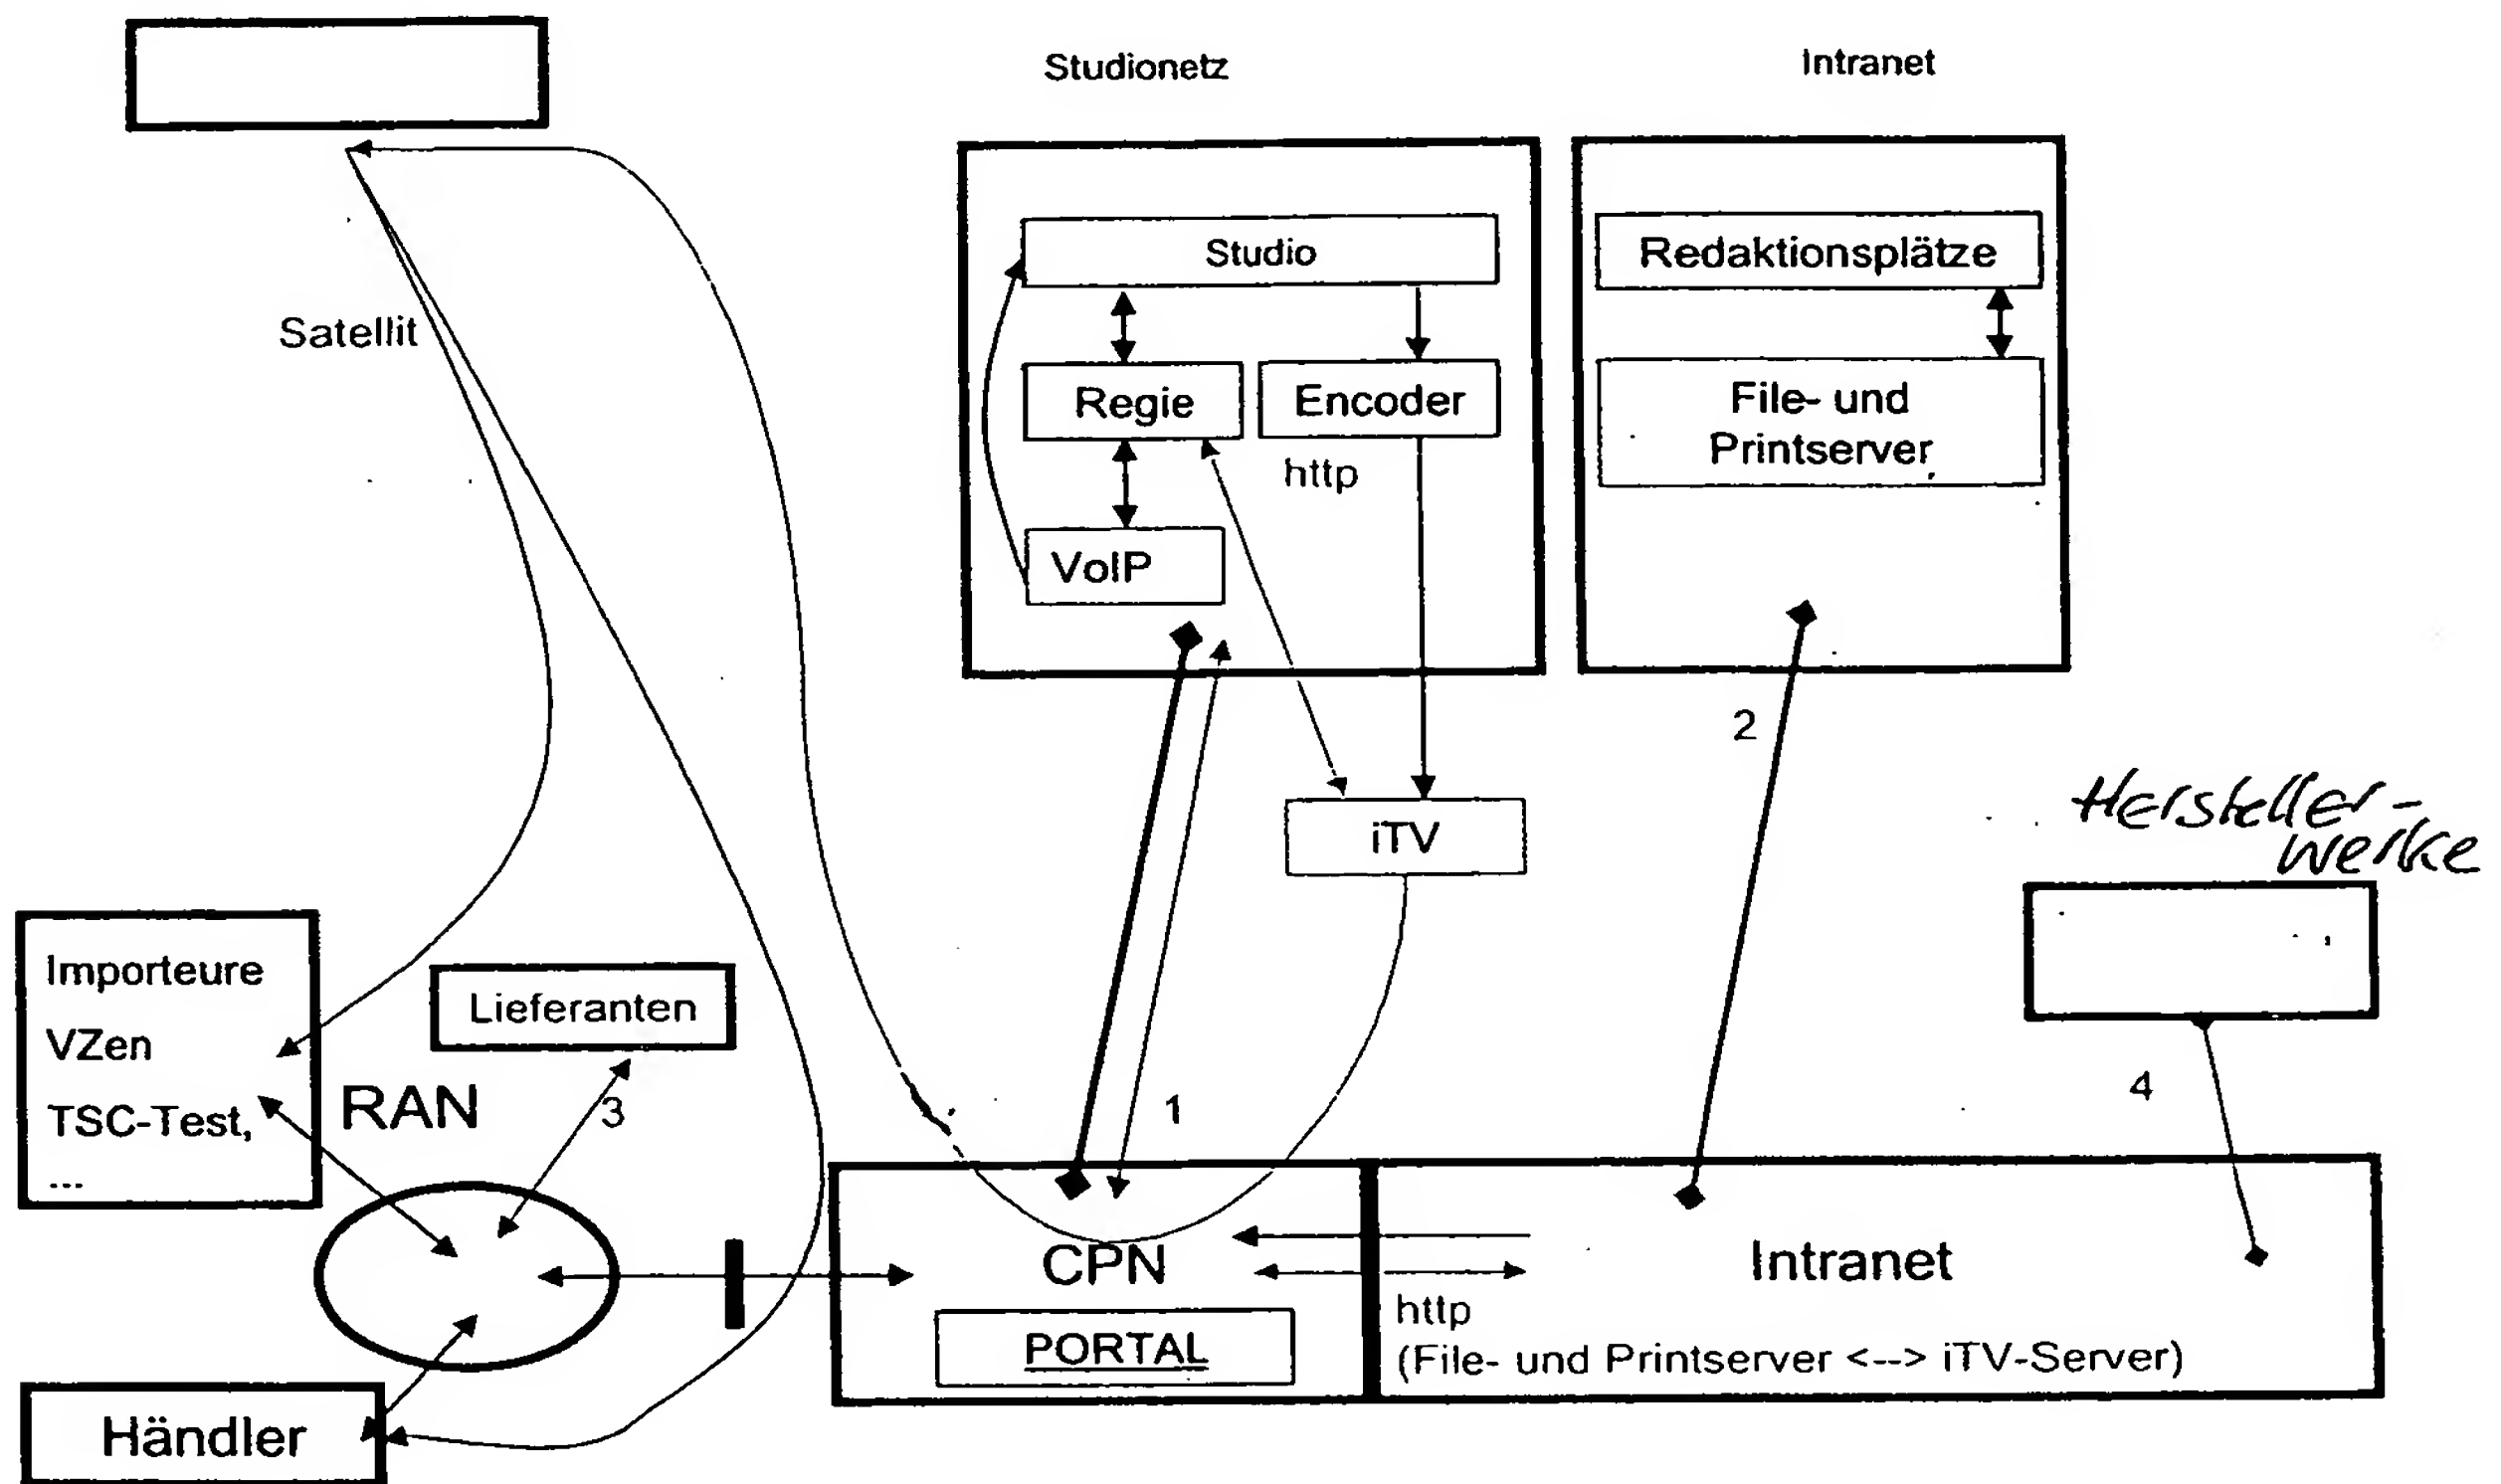 Studionetz
Intranet
Satellit
Studio
Regie
Encoder
http
VoIP
Redaktionsplätze
File- und
Printserver
2
iTV
Hersteller-
werke
Importeure
VZen
TSC-Test,
...
RAN
Lieferanten
3
1
4
CPN
PORTAL
Intranet
http
(File- und Printserver <--> iTV-Server)
Händler